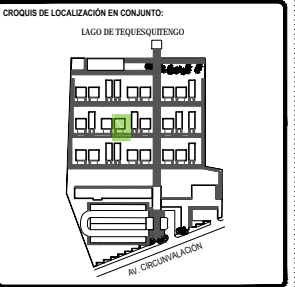 CROQUIS DE LOCALIZACIÓN EN CONJUNTO:
LAGO DE TEQUESQUITENGO
AV. CIRCUNVALACIÓN